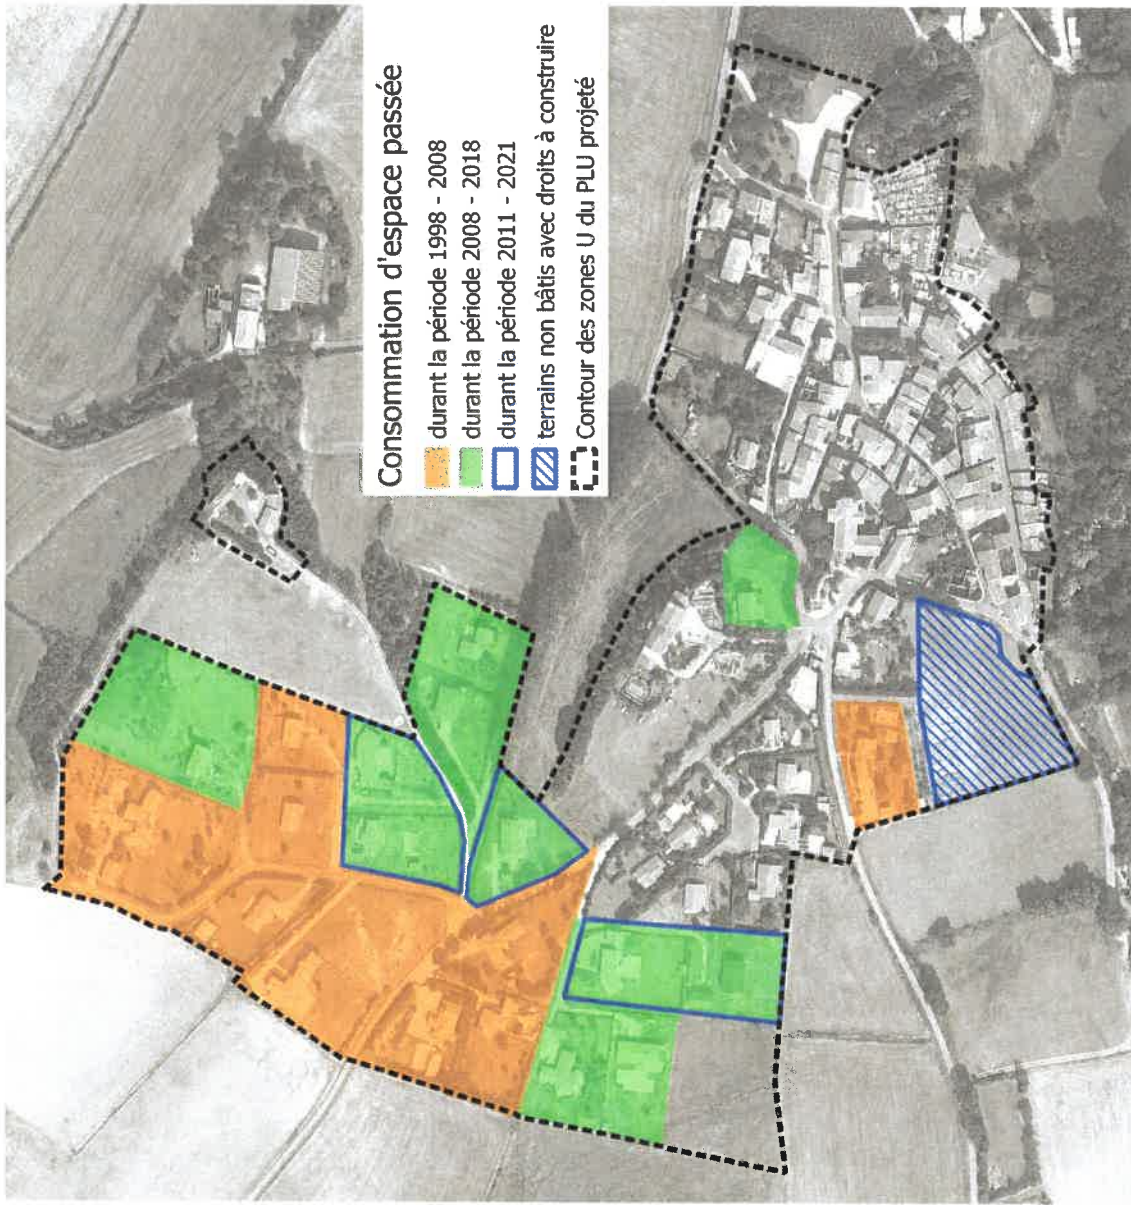 Consommation d'espace passée
durant la période 1998 - 2008
durant la période 2008 - 2018
durant la période 2011 - 2021
terrains non bâtis avec droits à construire
Contour des zones U du PLU projeté